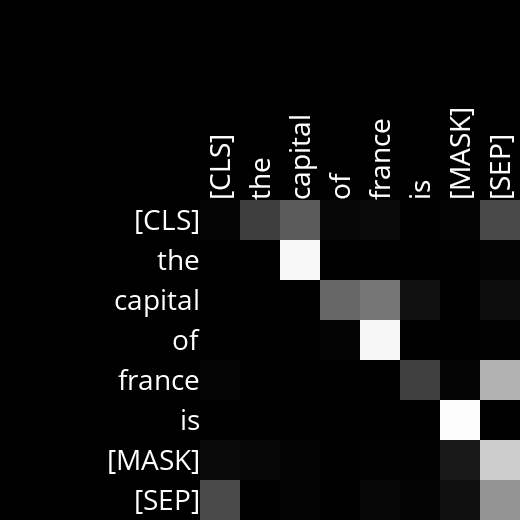 [CLS] the capital of france is [MASK] [SEP]
[CLS]
the
capital
of
france
is
[MASK]
[SEP]